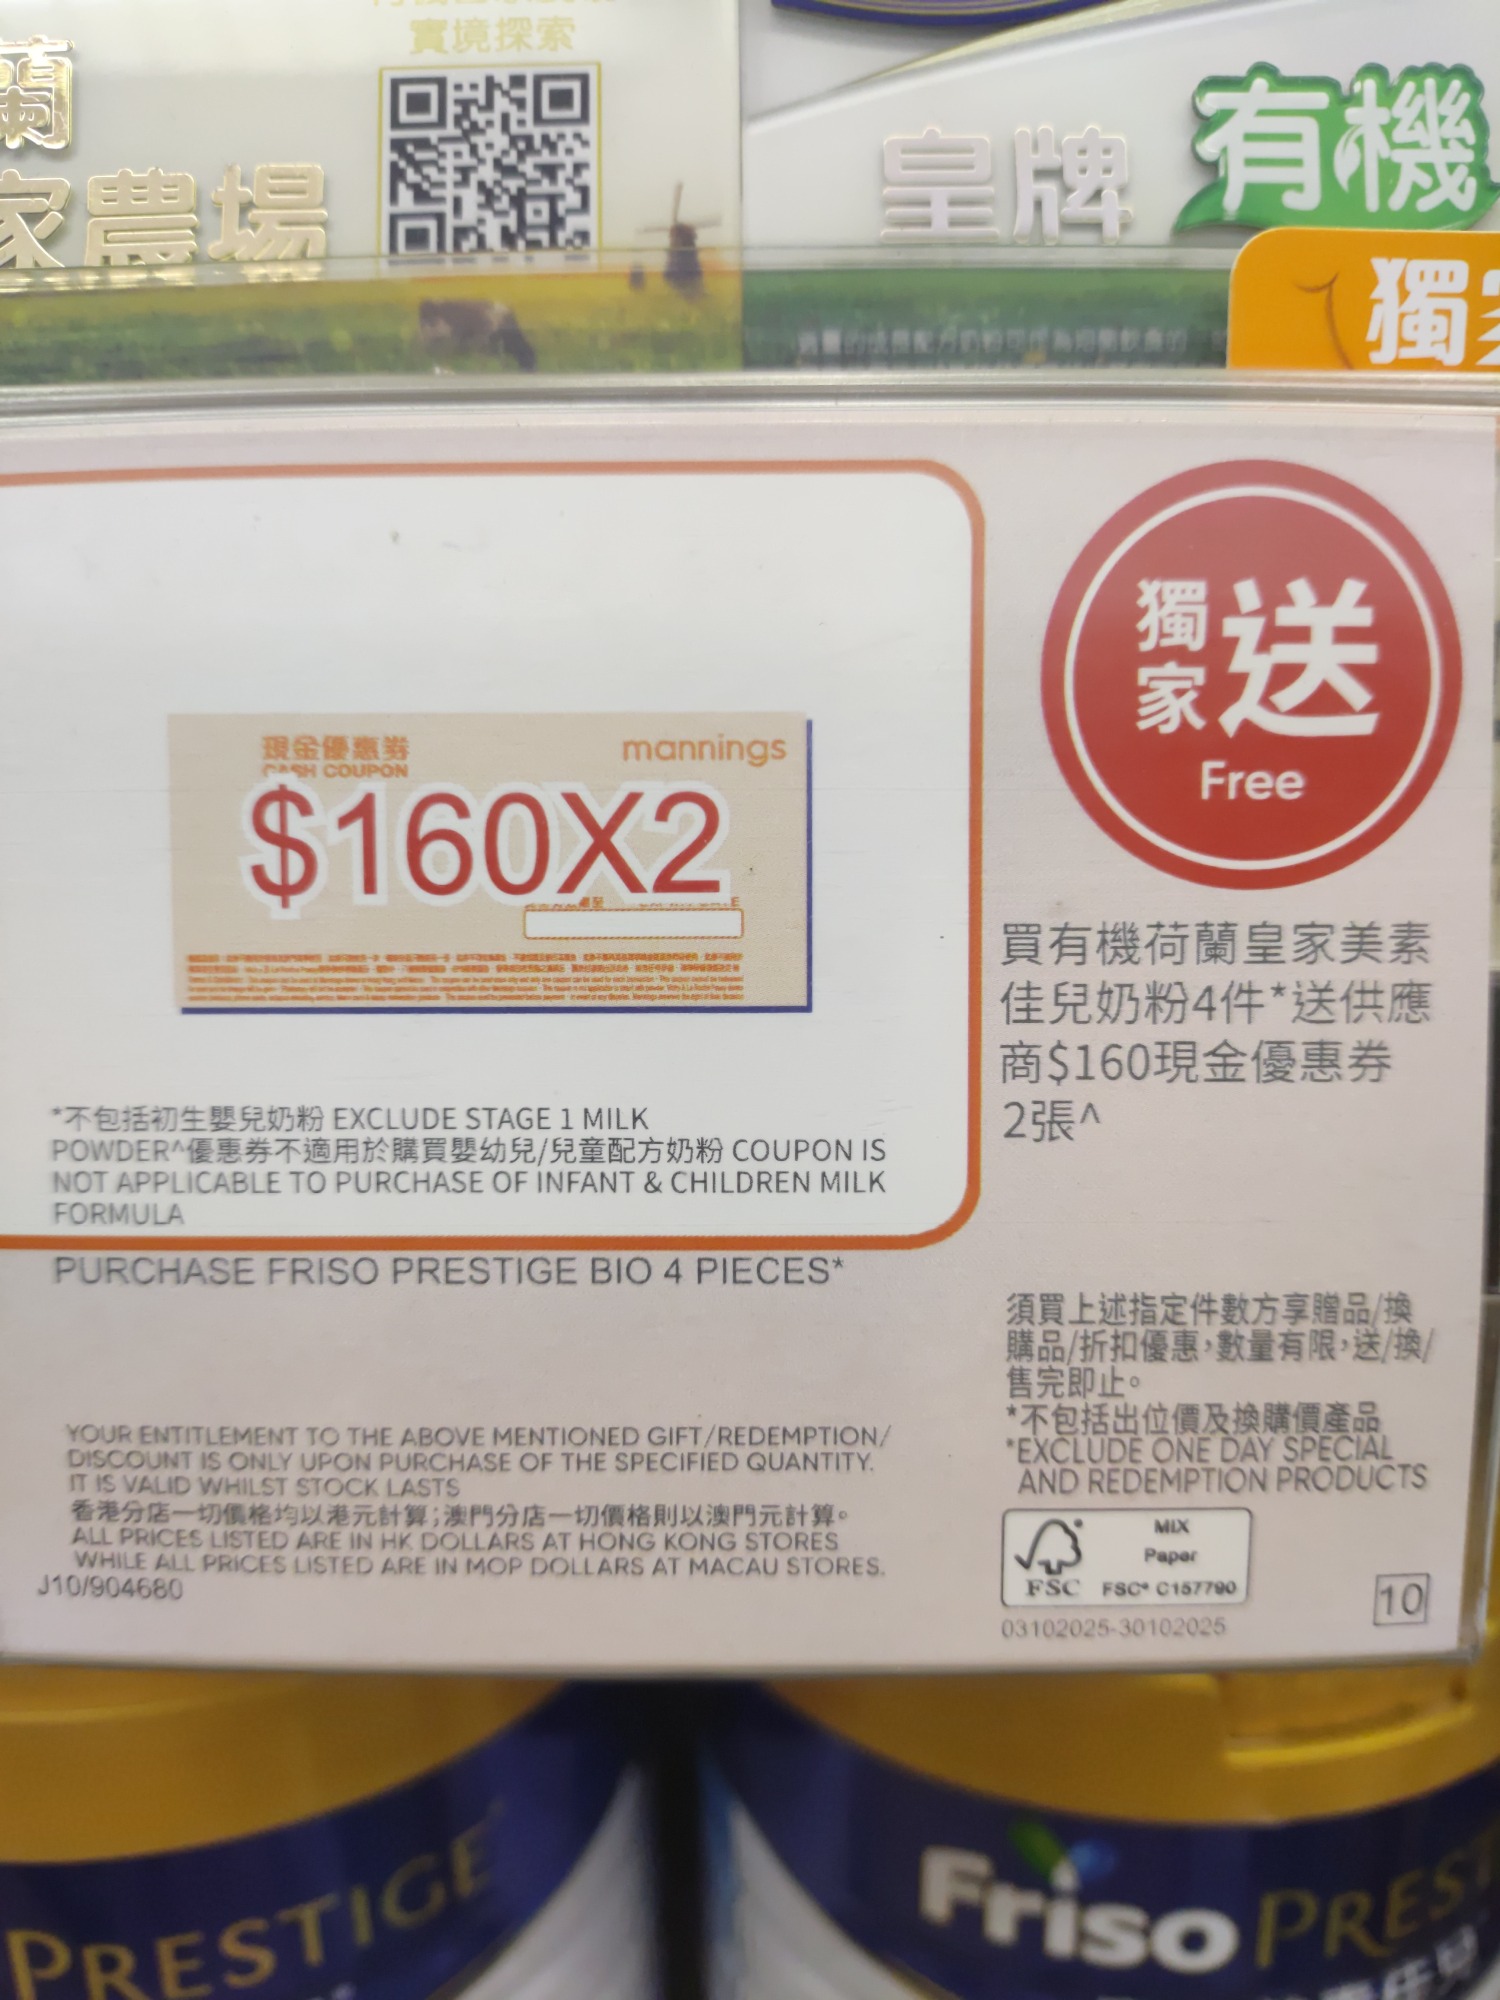 實境探索
蘭
家農場
皇牌 有機
獨家
現金優惠券
CASH COUPON
mannings
$160X2
獨家送
Free
買有機荷蘭皇家美素
佳兒奶粉4件*送供應
商$160現金優惠券
2張^
*不包括初生嬰兒奶粉 EXCLUDE STAGE 1 MILK
POWDER^優惠券不適用於購買嬰幼兒/兒童配方奶粉 COUPON IS
NOT APPLICABLE TO PURCHASE OF INFANT & CHILDREN MILK
FORMULA
PURCHASE FRISO PRESTIGE BIO 4 PIECES*
須買上述指定件數方享贈品/換
購品/折扣優惠，數量有限，送/換/
售完即止。
*不包括出位價及換購價產品
*EXCLUDE ONE DAY SPECIAL
AND REDEMPTION PRODUCTS
YOUR ENTITLEMENT TO THE ABOVE MENTIONED GIFT/REDEMPTION/
DISCOUNT IS ONLY UPON PURCHASE OF THE SPECIFIED QUANTITY.
IT IS VALID WHILST STOCK LASTS
香港分店一切價格均以港元計算；澳門分店一切價格則以澳門元計算。
ALL PRICES LISTED ARE IN HK DOLLARS AT HONG KONG STORES
WHILE ALL PRICES LISTED ARE IN MOP DOLLARS AT MACAU STORES.
J10/904680
MIX
Paper
FSC FSC® C157790
03102025-30102025
10
PRESTIGE
Friso PREST